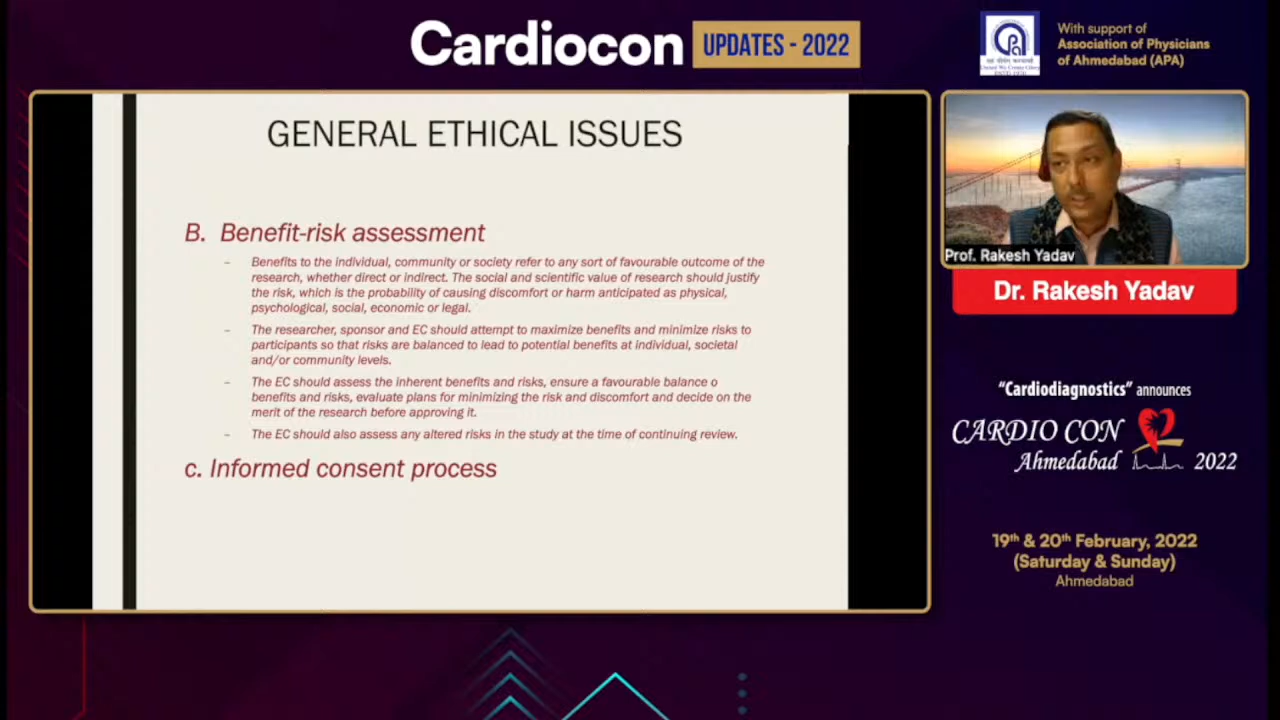 Cardiocon UPDATES - 2022
With support of
Association of Physicians
of Ahmedabad (APA)
GENERAL ETHICAL ISSUES
B. Benefit-risk assessment
– Benefits to the individual, community or society refer to any sort of favourable outcome of the
research, whether direct or indirect. The social and scientific value of research should justify
the risk, which is the probability of causing discomfort or harm anticipated as physical,
psychological, social, economic or legal.
– The researcher, sponsor and EC should attempt to maximize benefits and minimize risks to
participants so that risks are balanced to lead to potential benefits at individual, societal
and/or community levels.
– The EC should assess the inherent benefits and risks, ensure a favourable balance o
benefits and risks, evaluate plans for minimizing the risk and discomfort and decide on the
merit of the research before approving it.
– The EC should also assess any altered risks in the study at the time of continuing review.
c. Informed consent process
Prof. Rakesh Yadav
Dr. Rakesh Yadav
“Cardiodiagnostics” announces
CARDIO CON
Ahmedabad 2022
19th & 20th February, 2022
(Saturday & Sunday)
Ahmedabad